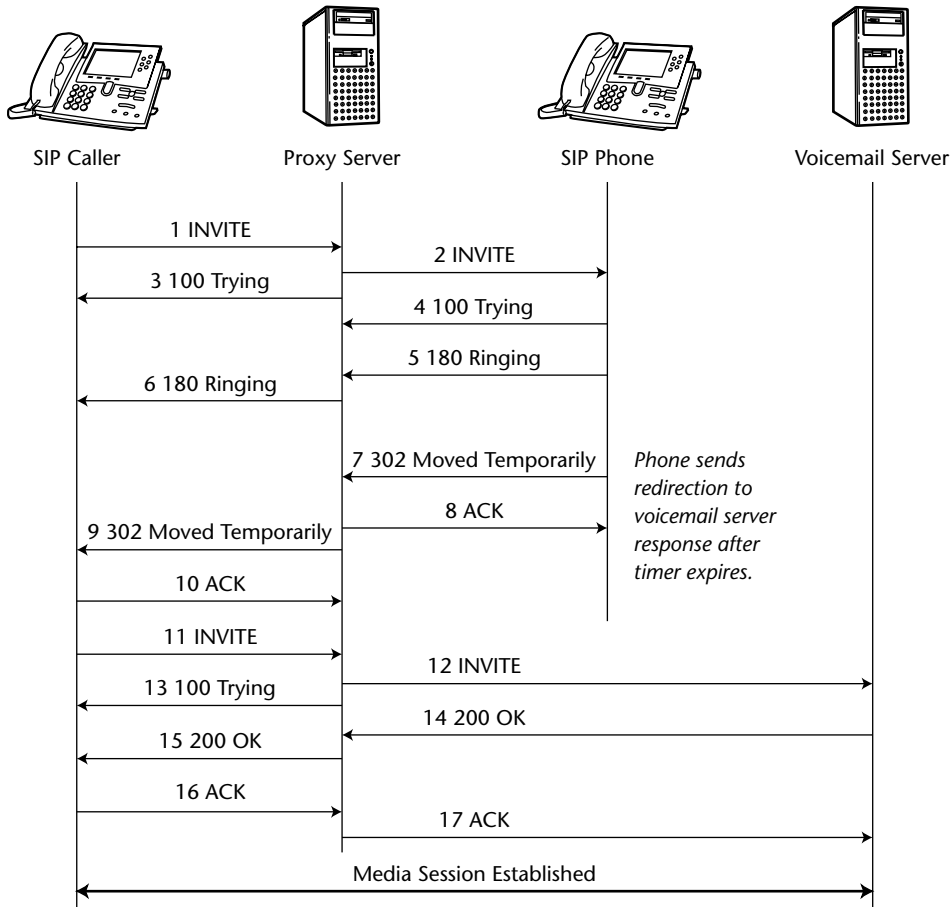 SIP Caller
Proxy Server
SIP Phone
Voicemail Server
1 INVITE
2 INVITE
3 100 Trying
4 100 Trying
5 180 Ringing
6 180 Ringing
7 302 Moved Temporarily
Phone sends
redirection to
voicemail server
response after
timer expires.
8 ACK
9 302 Moved Temporarily
10 ACK
11 INVITE
12 INVITE
13 100 Trying
14 200 OK
15 200 OK
16 ACK
17 ACK
Media Session Established